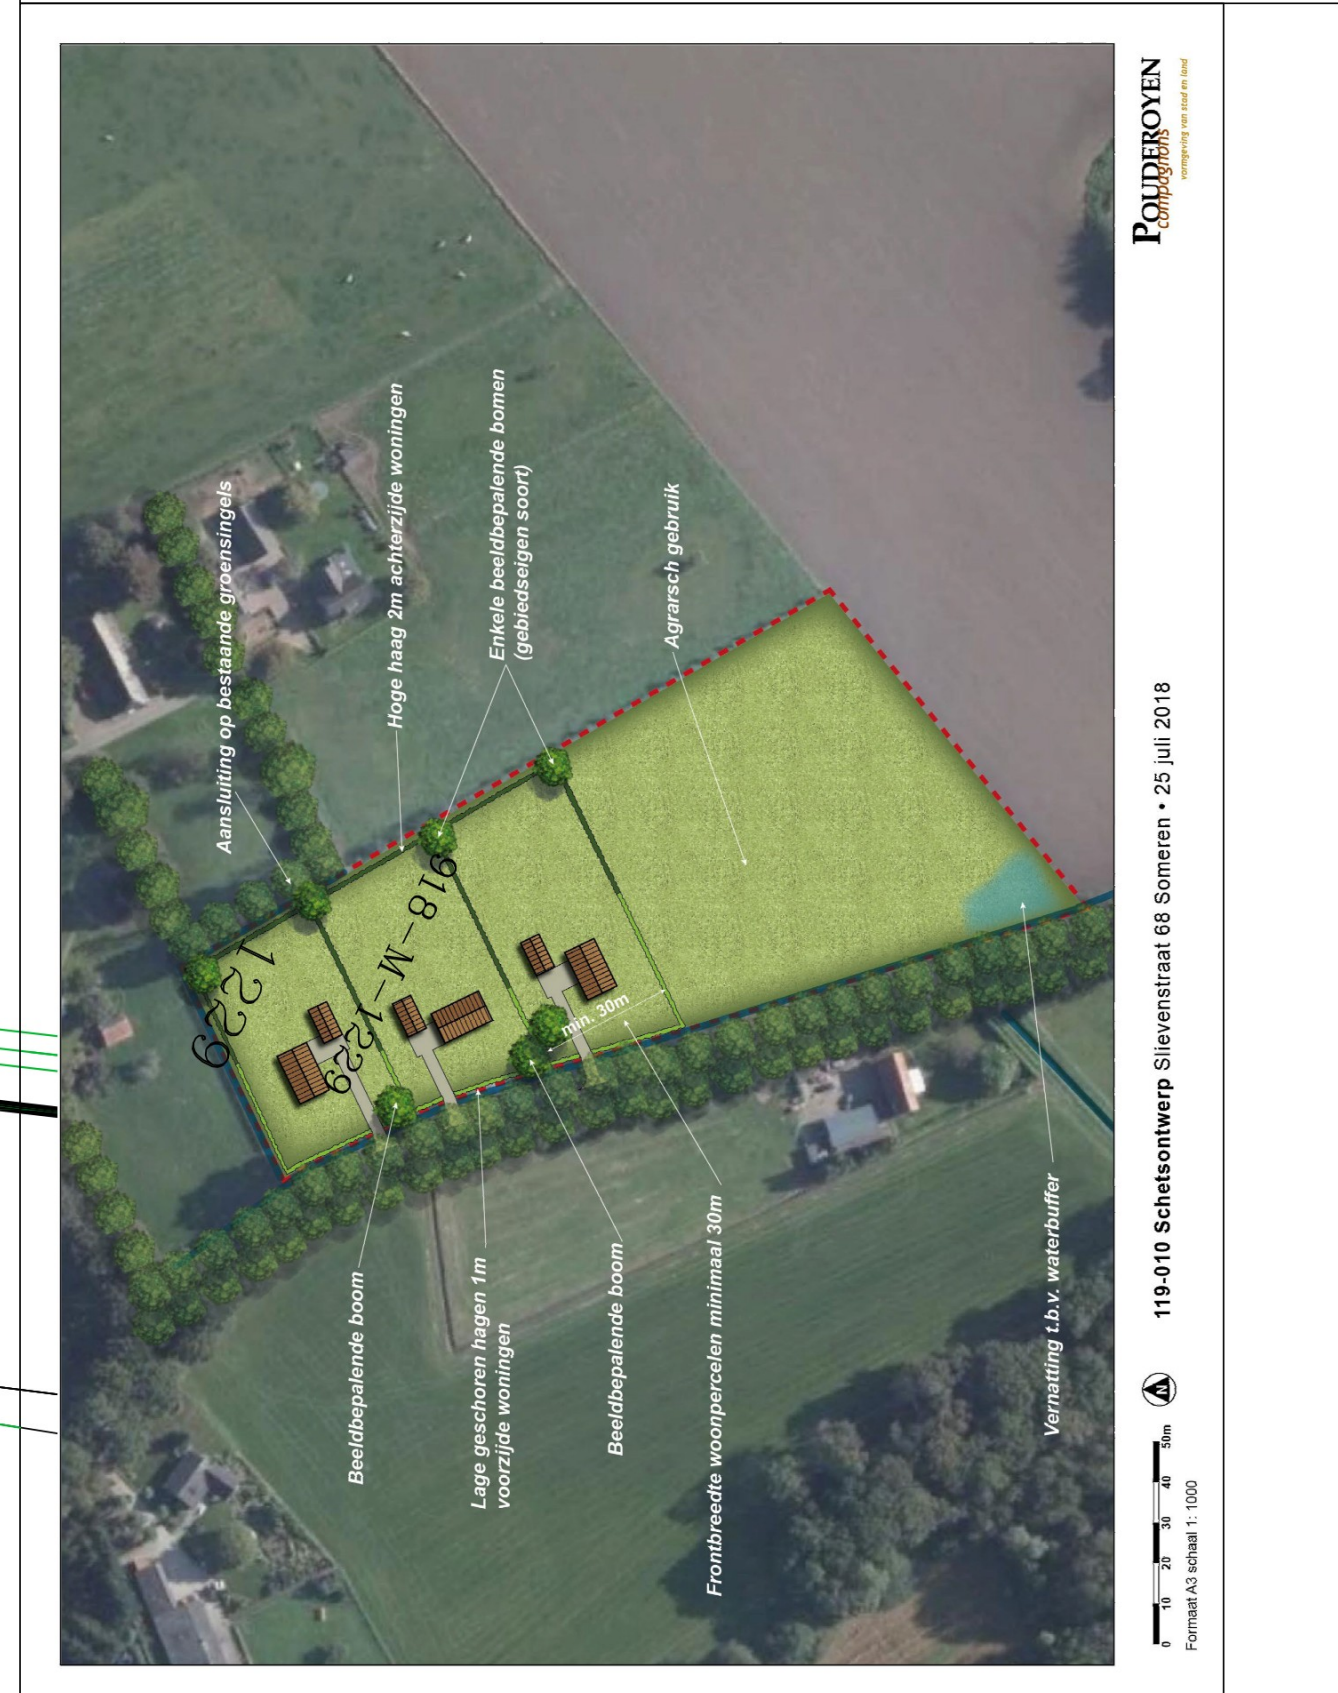 Aansluiting op bestaande groensingels
Hoge haag 2m achterzijde woningen
Enkele beeldbepalende bomen
(gebiedseigen soort)
Agrarsch gebruik
1229
918-M-1229
min. 30m
Beeldbepalende boom
Lage geschoren hagen 1m
voorzijde woningen
Beeldbepalende boom
Frontbreedte woonpercelen minimaal 30m
Vernatting t.b.v. waterbuffer
0 10 20 30 40 50m
Formaat A3 schaal 1: 1000
N
119-010 Schetsontwerp Slievenstraat 68 Someren • 25 juli 2018
POUDEROYEN
compagnons
vormgeving van stad en land